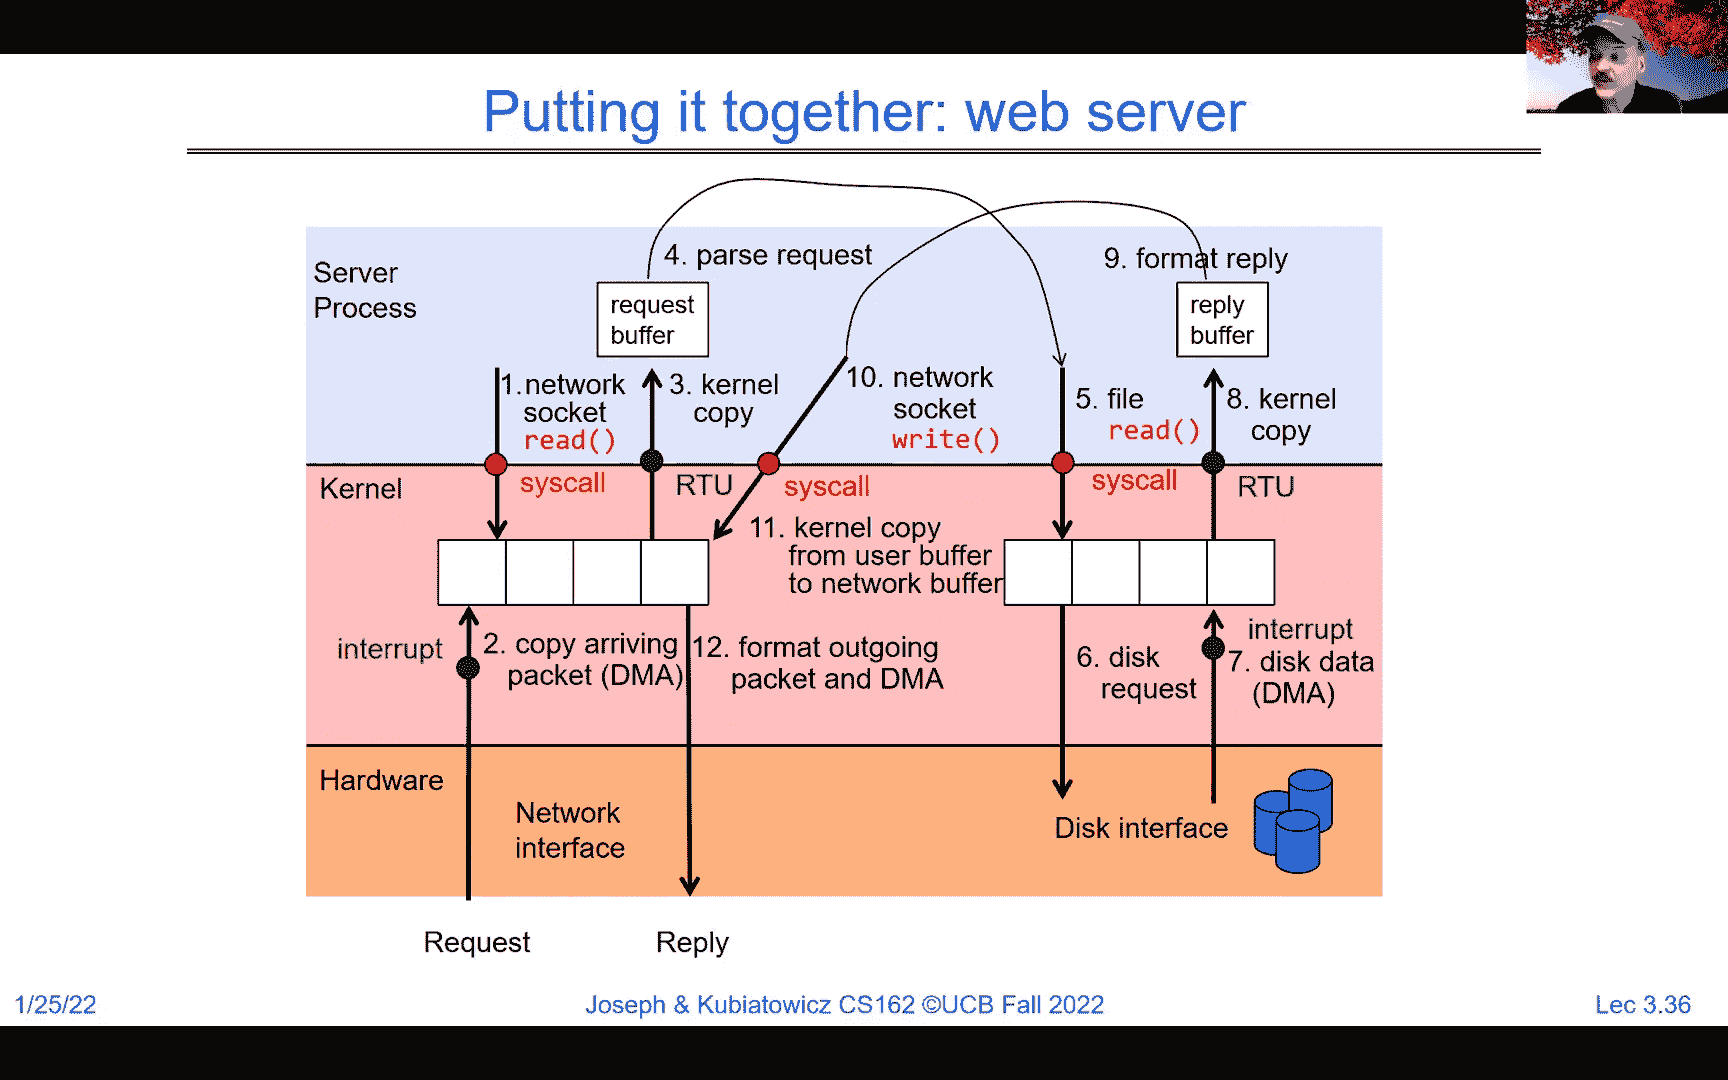 Putting it together: web server
Server
Process
4. parse request
9. format reply
request
buffer
reply
buffer
1.network
socket
read()
3. kernel
copy
10. network
socket
write()
5. file
read()
8. kernel
copy
Kernel
syscall
RTU
syscall
syscall
RTU
11. kernel copy
from user buffer
to network buffer
interrupt
2. copy arriving
packet (DMA)
12. format outgoing
packet and DMA
6. disk
request
interrupt
7. disk data
(DMA)
Hardware
Network
interface
Disk interface
Request
Reply
1/25/22
Joseph & Kubiatowicz CS162 ©UCB Fall 2022
Lec 3.36